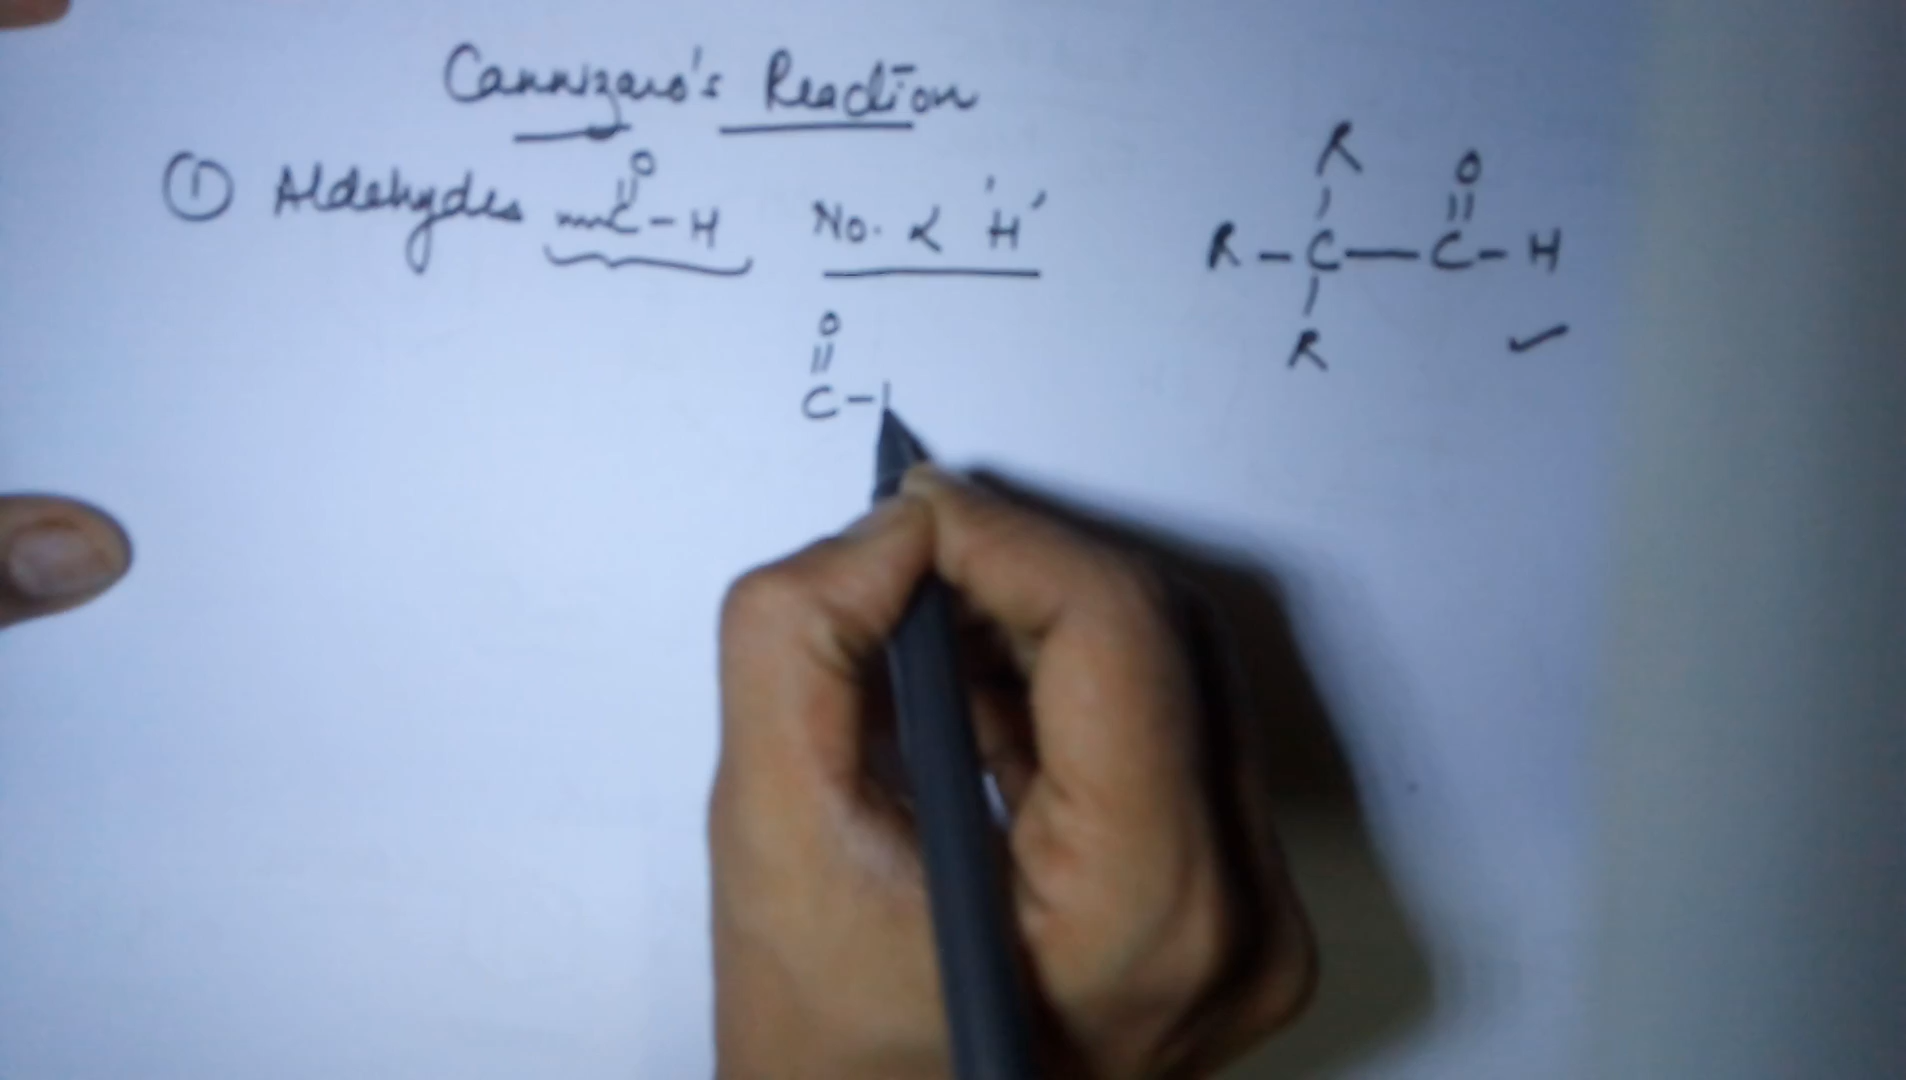 Cannizaro's Reaction
① Aldehydes C-H No. α 'H'
O
||
R
|
R-C-C-H
|
R
O
||
O
||
C-
✓